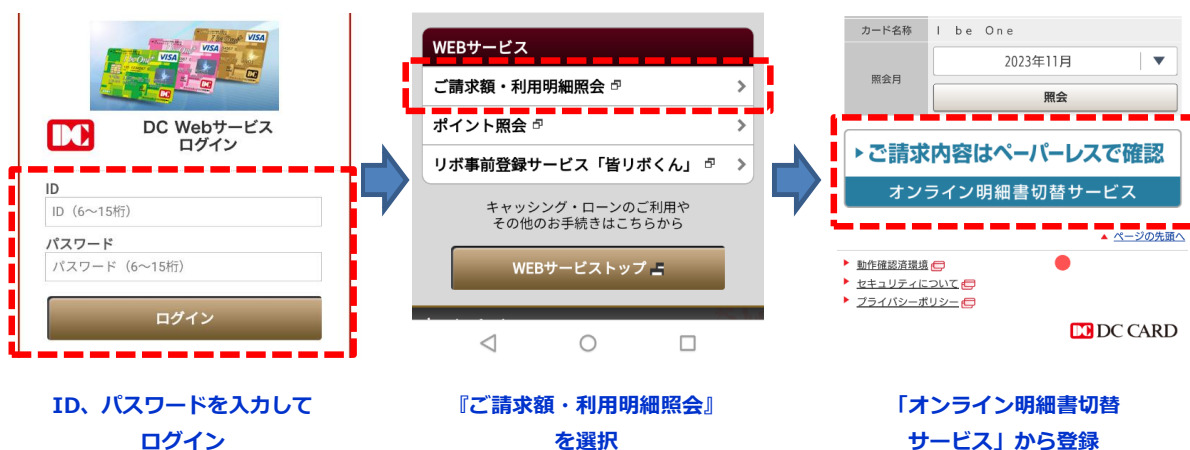 VISA
VISA
VISA
DC
DC Webサービス
ログイン
ID
ID（6～15桁）
パスワード
パスワード（6～15桁）
ログイン
ID、パスワードを入力して
ログイン
WEBサービス
ご請求額・利用明細照会
ポイント照会
リボ事前登録サービス「皆リボくん」
キャッシング・ローンのご利用や
その他のお手続きはこちらから
WEBサービストップ
『ご請求額・利用明細照会』
を選択
カード名称 I be One
照会月 2023年11月 ▼
照会
ご請求内容はペーパーレスで確認
オンライン明細書切替サービス
▲ ページの先頭へ
動作確認済環境
セキュリティについて
プライバシーポリシー
DC DC CARD
「オンライン明細書切替
サービス」から登録